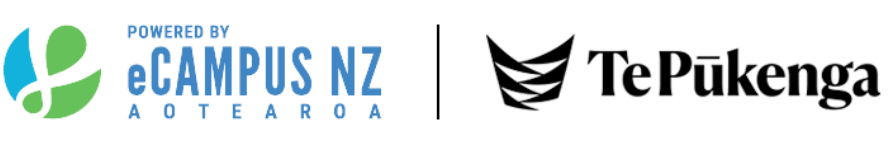 POWERED BY
eCAMPUS NZ
AOTEAROA
Te Pūkenga